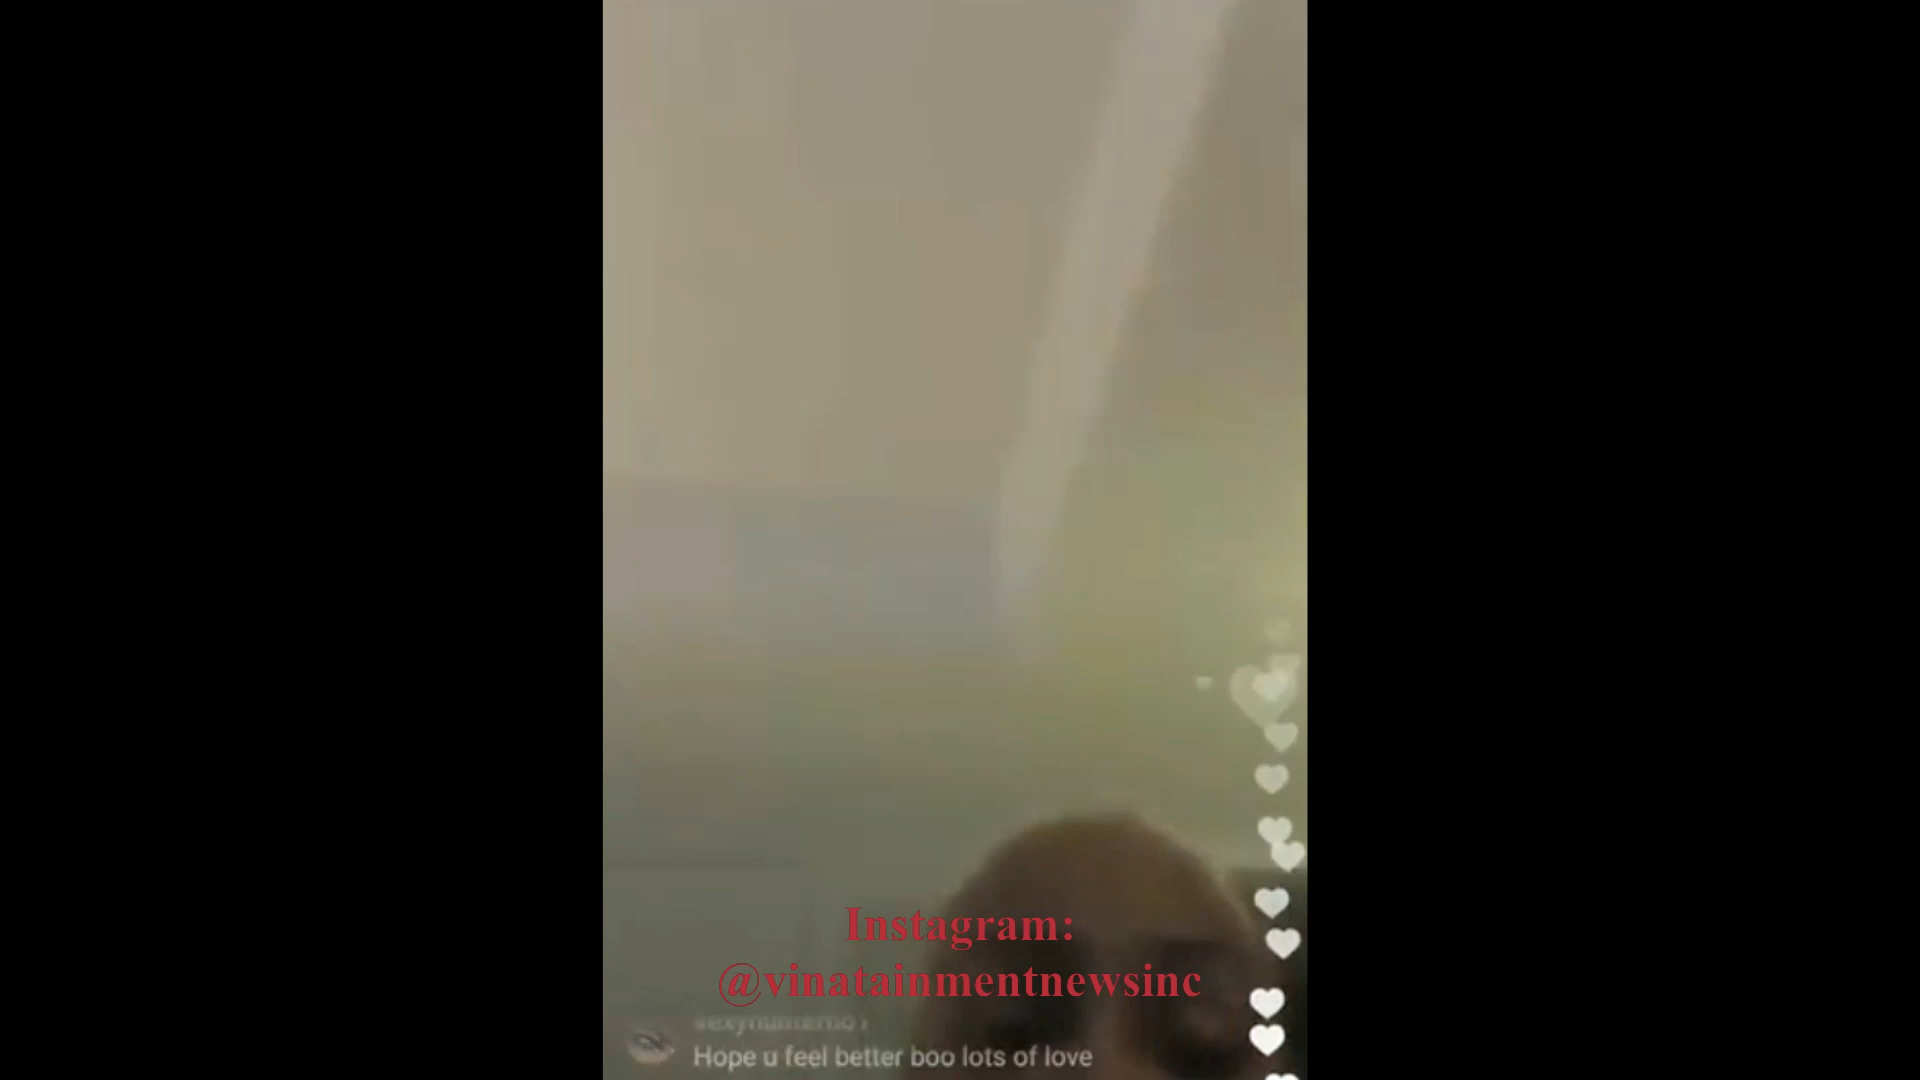 Instagram:
@vinatainmentnewsinc
Hope u feel better boo lots of love